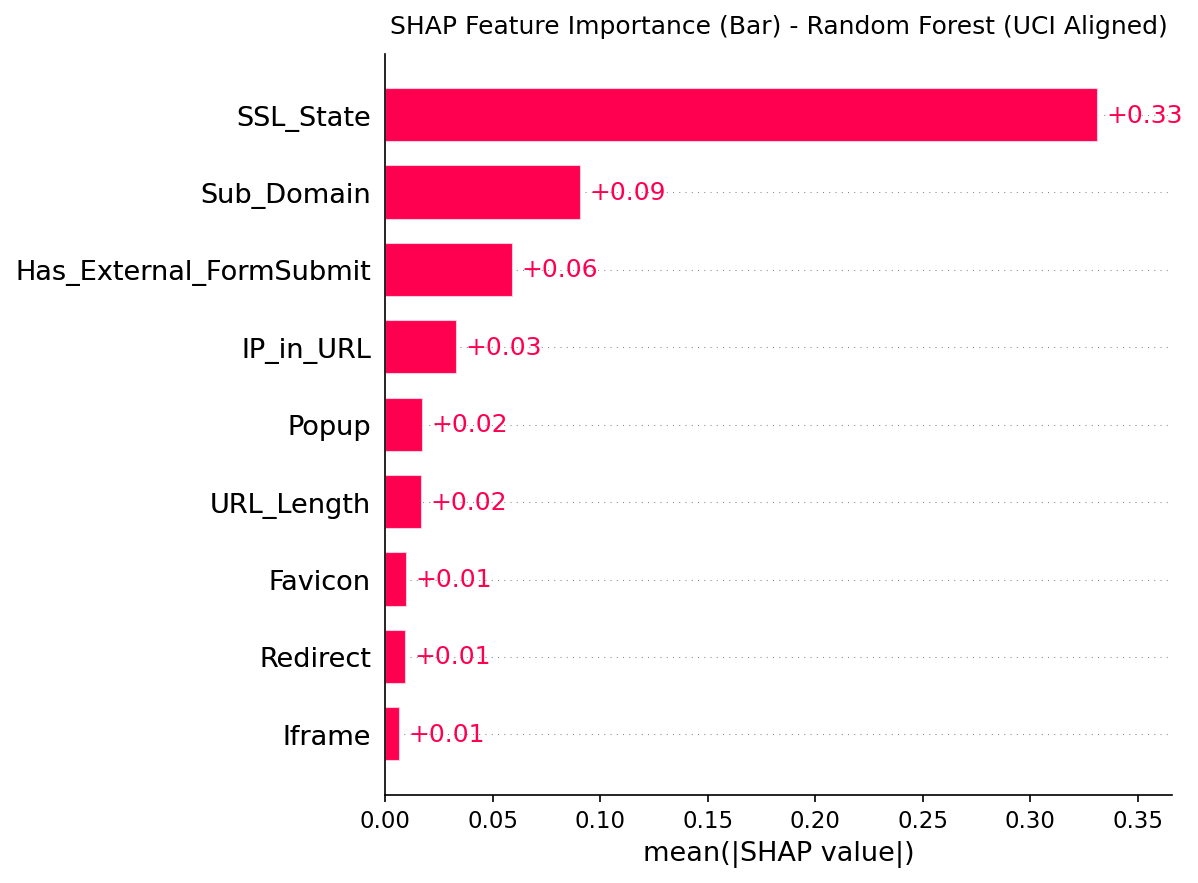 SHAP Feature Importance (Bar) - Random Forest (UCI Aligned)
SSL_State +0.33
Sub_Domain +0.09
Has_External_FormSubmit +0.06
IP_in_URL +0.03
Popup +0.02
URL_Length +0.02
Favicon +0.01
Redirect +0.01
Iframe +0.01
0.00 0.05 0.10 0.15 0.20 0.25 0.30 0.35
mean(|SHAP value|)